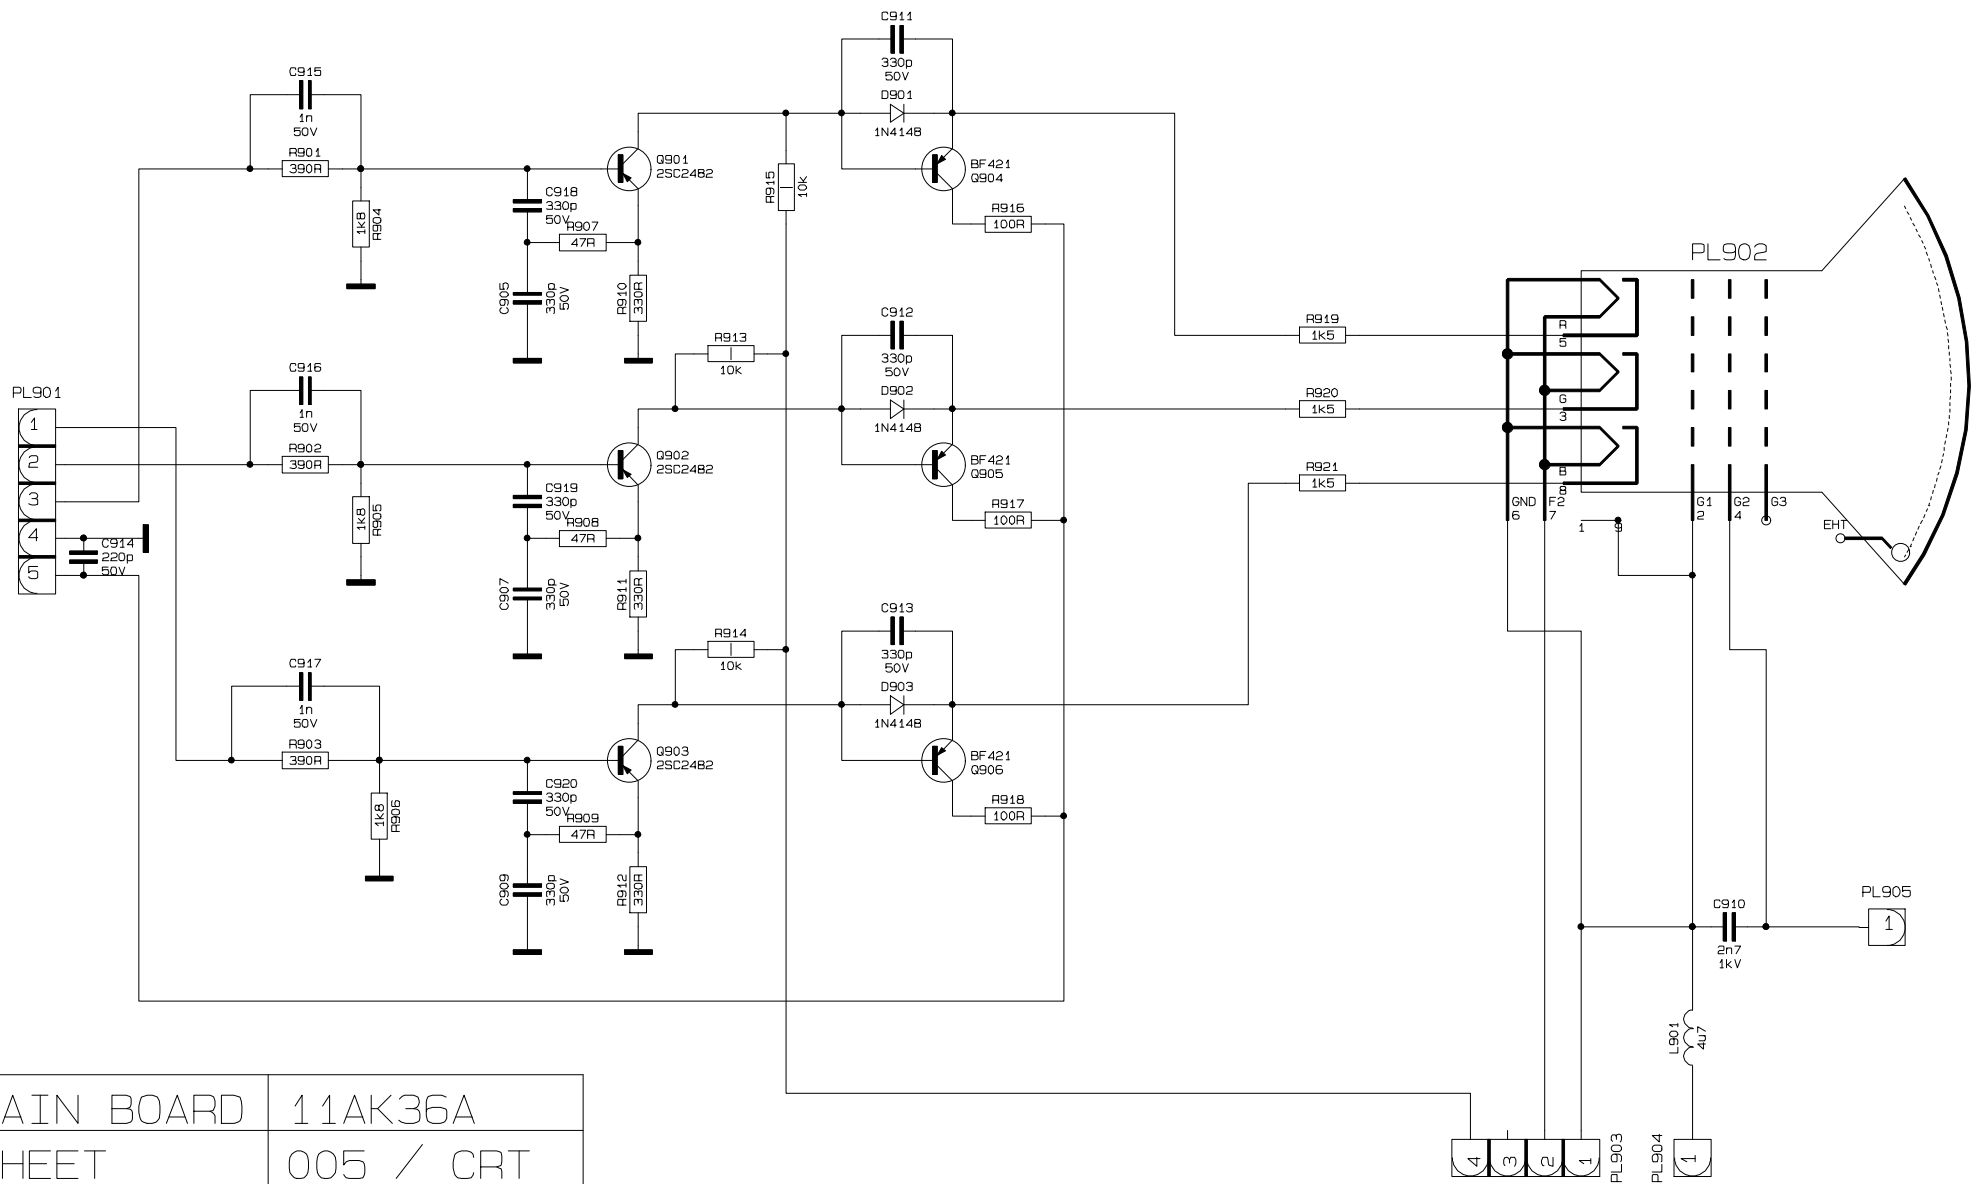 C911
330p
50V
D901
1N4148
C915
1n
50V
R901
390R
Q901
2SC2482
C918
330p
50V
R907
47R
R904
1k8
C905
330p
50V
R910
330R
R915
10k
BF421
Q904
R916
100R
PL902
R913
10k
C912
330p
50V
D902
1N4148
R919
1k5
R
5
C916
1n
50V
R902
390R
PL901
1
2
3
4
5
C914
220p
50V
Q902
2SC2482
C919
330p
50V
R908
47R
R905
1k8
C907
330p
50V
R911
330R
BF421
Q905
R917
100R
R920
1k5
G
3
R921
1k5
B
8
GND
6
F2
7
1
9
G1
2
G2
4
G3
EHT
R914
10k
C913
330p
50V
D903
1N4148
C917
1n
50V
R903
390R
Q903
2SC2482
C920
330p
50V
R909
47R
R906
1k8
C909
330p
50V
R912
330R
BF421
Q906
R918
100R
C910
2n7
1kV
PL905
1
L901
4u7
PL903
4
3
2
1
PL904
1
AIN BOARD
11AK36A
HEET
005 / CRT